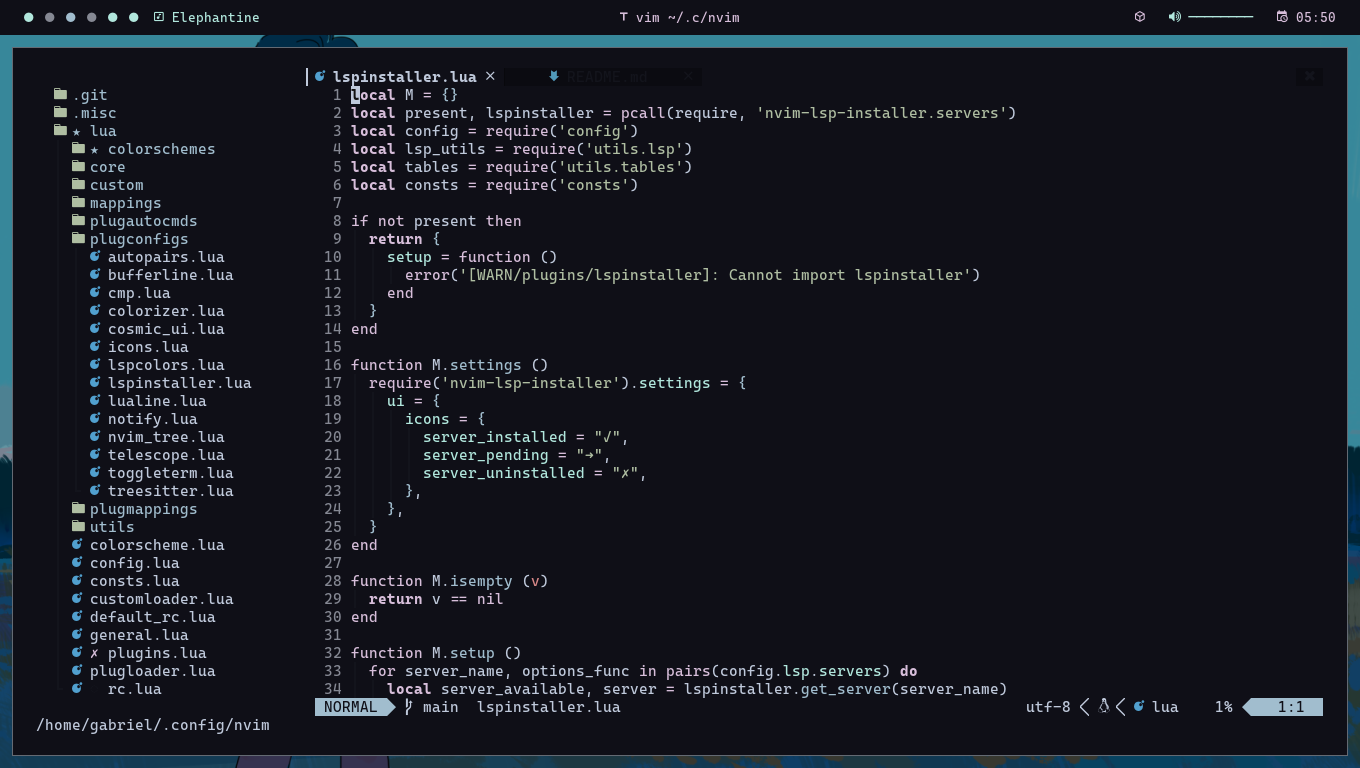 Elephantine
vim ~/.c/nvim
05:50
lspinstaller.lua ×
README.md ×
.git
.misc
★ lua
★ colorschemes
core
custom
mappings
plugautocmds
plugconfigs
autopairs.lua
bufferline.lua
cmp.lua
colorizer.lua
cosmic_ui.lua
icons.lua
lspcolors.lua
lspinstaller.lua
lualine.lua
notify.lua
nvim_tree.lua
telescope.lua
toggleterm.lua
treesitter.lua
plugmappings
utils
colorscheme.lua
config.lua
consts.lua
customloader.lua
default_rc.lua
general.lua
✗ plugins.lua
plugloader.lua
rc.lua
/home/gabriel/.config/nvim
1 local M = {}
2 local present, lspinstaller = pcall(require, 'nvim-lsp-installer.servers')
3 local config = require('config')
4 local lsp_utils = require('utils.lsp')
5 local tables = require('utils.tables')
6 local consts = require('consts')
7
8 if not present then
9   return {
10     setup = function ()
11       error('[WARN/plugins/lspinstaller]: Cannot import lspinstaller')
12     end
13   }
14 end
15
16 function M.settings ()
17   require('nvim-lsp-installer').settings = {
18     ui = {
19       icons = {
20         server_installed = "✓",
21         server_pending = "➜",
22         server_uninstalled = "✗",
23       },
24     },
25   }
26 end
27
28 function M.isempty (v)
29   return v == nil
30 end
31
32 function M.setup ()
33   for server_name, options_func in pairs(config.lsp.servers) do
34     local server_available, server = lspinstaller.get_server(server_name)
NORMAL main lspinstaller.lua utf-8 lua 1% 1:1